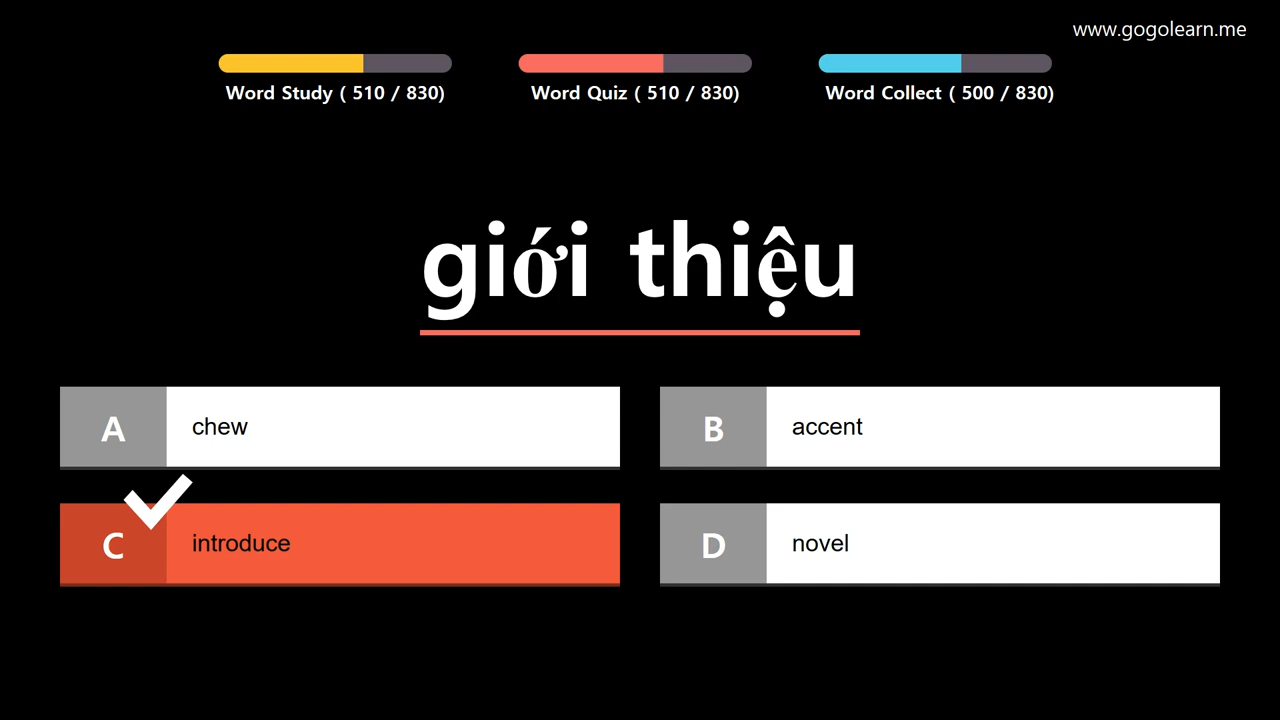 www.gogolearn.me
Word Study ( 510 / 830)
Word Quiz ( 510 / 830)
Word Collect ( 500 / 830)
giới thiệu
A chew
B accent
C introduce
D novel